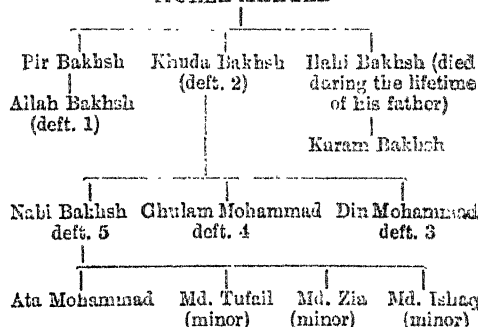 Pir Bakhsh Khuda Bakhsh Ilahi Bakhsh (died
(deft. 2) during the lifetime
Allah Bakhsh of his father)
(deft. 1)
Karam Bakhsh
Nabi Bakhsh Ghulam Mohammad Din Mohammad
deft. 5 deft. 4 deft. 3
Ata Mohammad Md. Tufail Md. Zia Md. Ishaq
(minor) (minor) (minor)